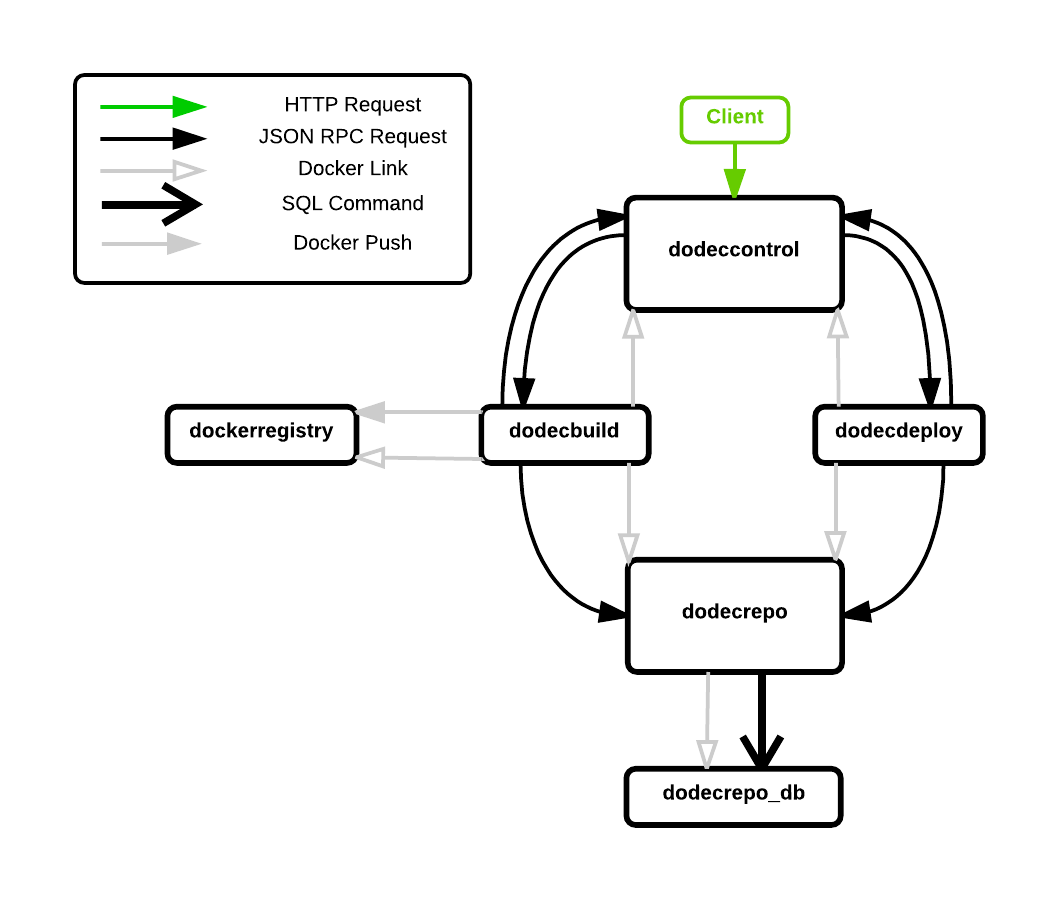 HTTP Request
JSON RPC Request
Docker Link
SQL Command
Docker Push
Client
dodeccontrol
dockerregistry
dodecbuild
dodecdeploy
dodecrepo
dodecrepo_db